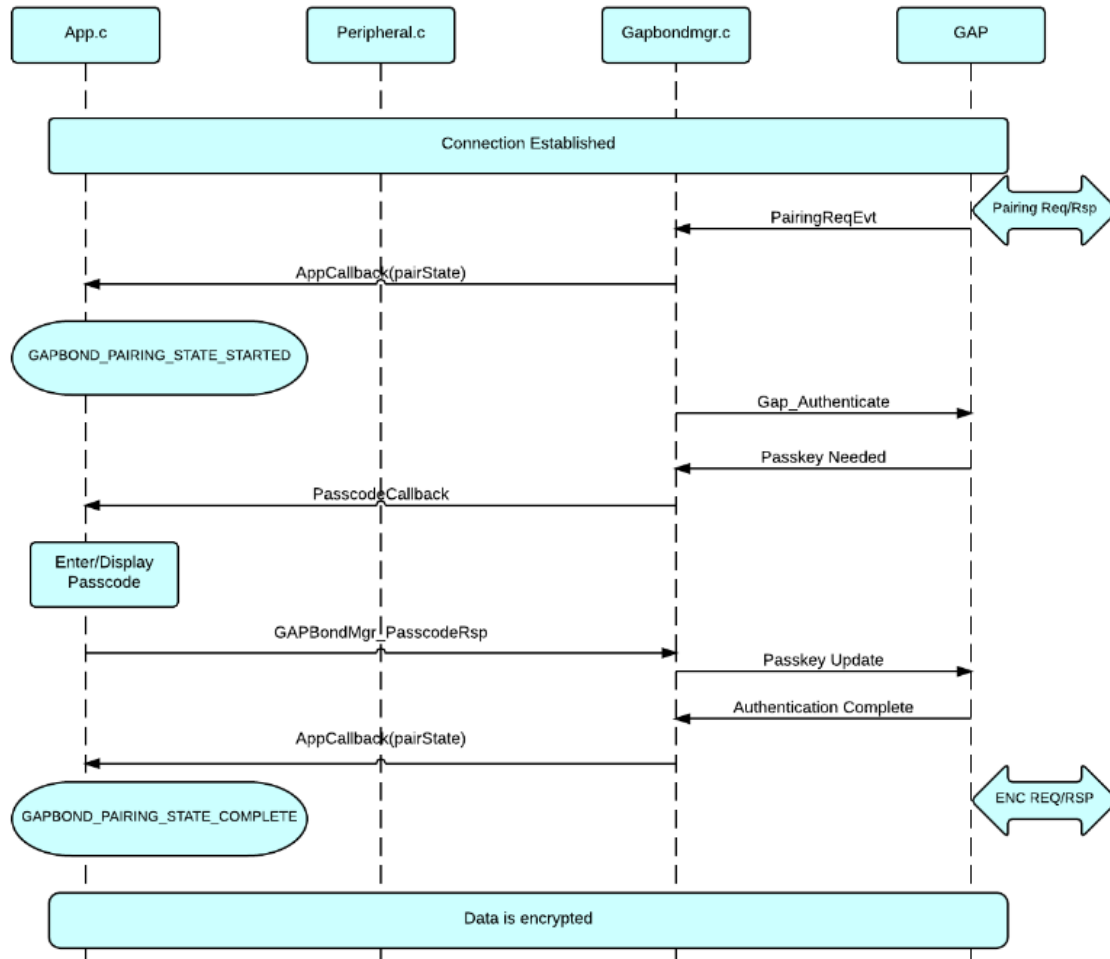 App.c
Peripheral.c
Gapbondmgr.c
GAP
Connection Established
Pairing Req/Rsp
PairingReqEvt
AppCallback(pairState)
GAPBOND_PAIRING_STATE_STARTED
Gap_Authenticate
Passkey Needed
PasscodeCallback
Enter/Display
Passcode
GAPBondMgr_PasscodeRsp
Passkey Update
Authentication Complete
AppCallback(pairState)
GAPBOND_PAIRING_STATE_COMPLETE
ENC REQ/RSP
Data is encrypted